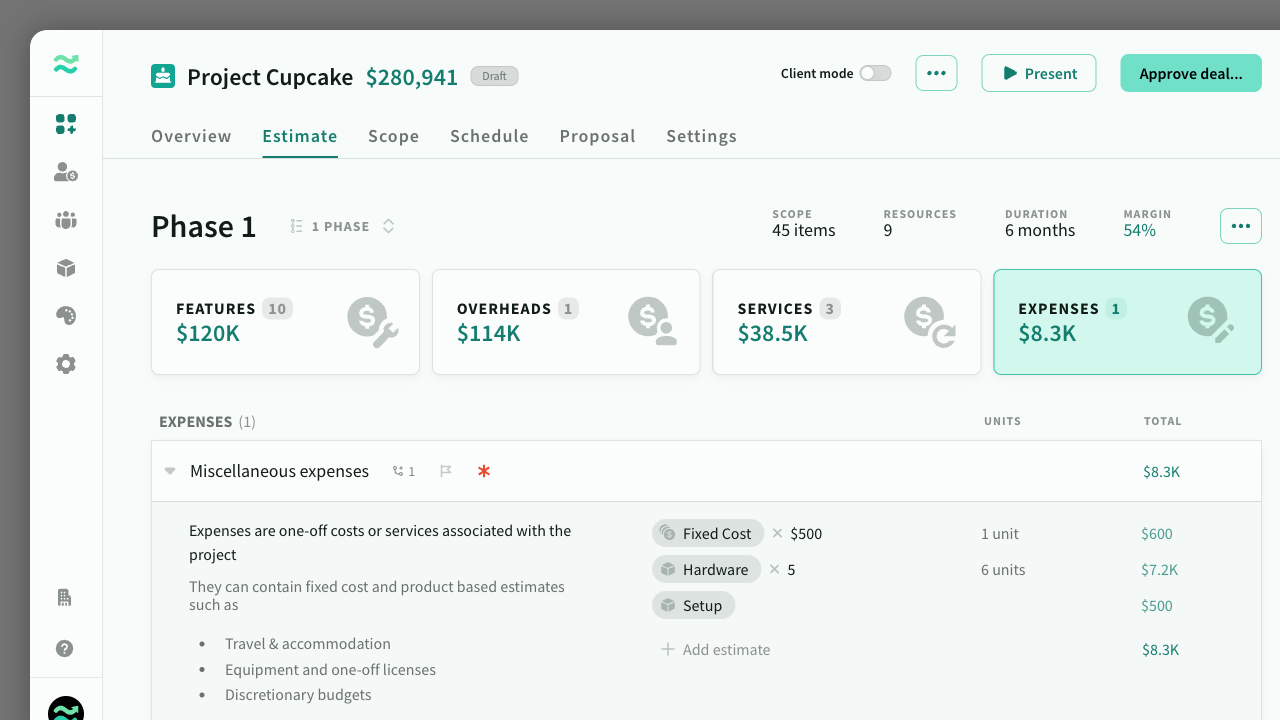 Project Cupcake $280,941 Draft
Client mode
Present
Approve deal...
Overview Estimate Scope Schedule Proposal Settings
Phase 1
1 PHASE
SCOPE
45 items
RESOURCES
9
DURATION
6 months
MARGIN
54%
FEATURES 10
$120K
OVERHEADS 1
$114K
SERVICES 3
$38.5K
EXPENSES 1
$8.3K
EXPENSES (1) UNITS TOTAL
Miscellaneous expenses 1 $8.3K
Expenses are one-off costs or services associated with the
project
They can contain fixed cost and product based estimates
such as
• Travel & accommodation
• Equipment and one-off licenses
• Discretionary budgets
Fixed Cost × $500 1 unit $600
Hardware × 5 6 units $7.2K
Setup $500
+ Add estimate $8.3K